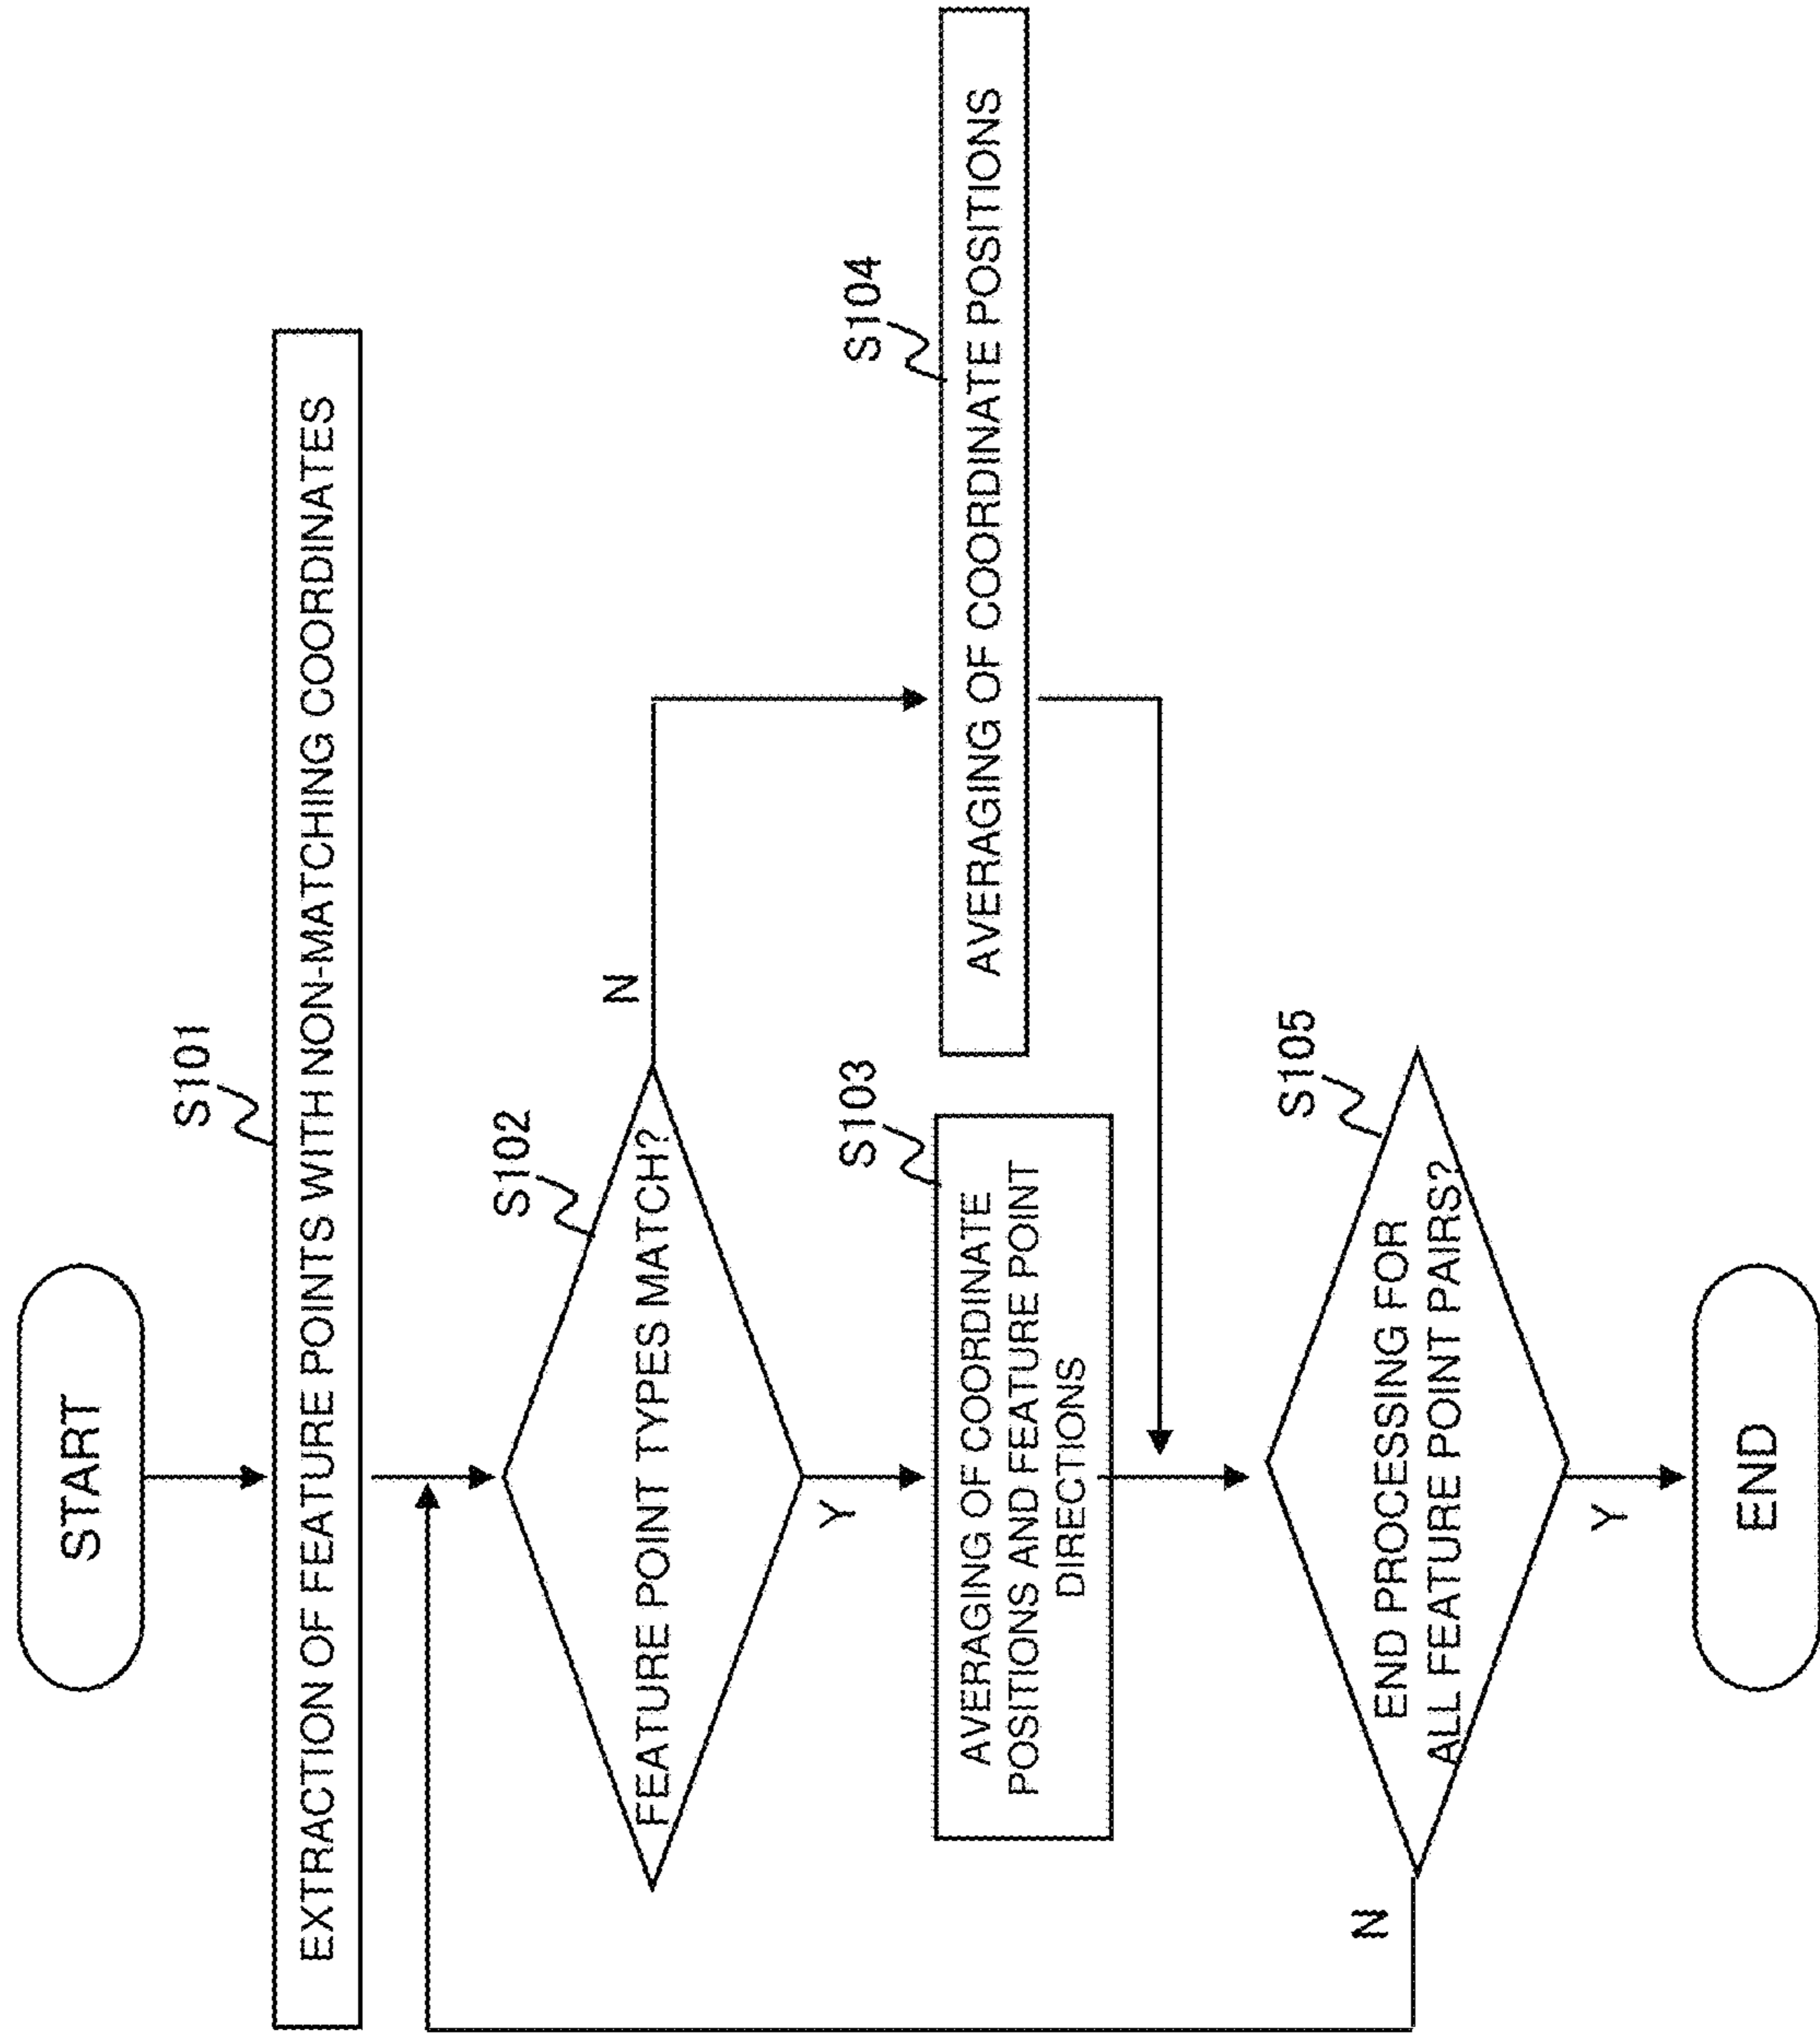 START
S101
EXTRACTION OF FEATURE POINTS WITH NON-MATCHING COORDINATES
S102
FEATURE POINT TYPES MATCH?
N
Y
S103
AVERAGING OF COORDINATE
POSITIONS AND FEATURE POINT
DIRECTIONS
S104
AVERAGING OF COORDINATE POSITIONS
S105
END PROCESSING FOR
ALL FEATURE POINT PAIRS?
N
Y
END